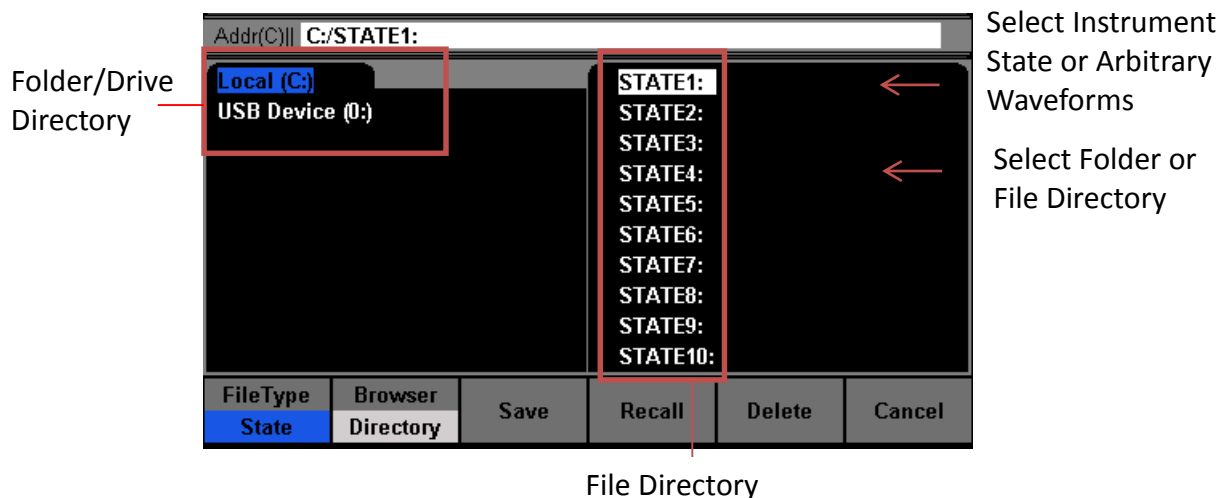 Addr(C)|| C:/STATE1:
Select Instrument
State or Arbitrary
Waveforms
Folder/Drive
Directory
Local (C:)
USB Device (0:)
STATE1:
STATE2:
STATE3:
STATE4:
STATE5:
STATE6:
STATE7:
STATE8:
STATE9:
STATE10:
Select Folder or
File Directory
FileType Browser Save Recall Delete Cancel
State Directory
File Directory